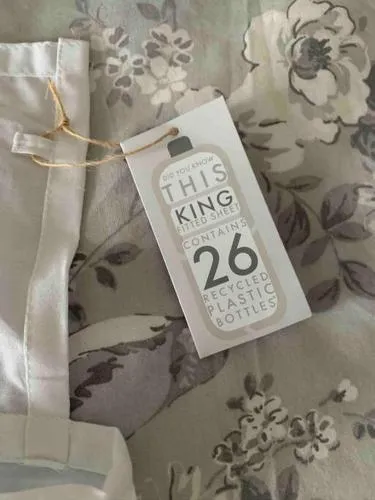 DID YOU KNOW
THIS
KING
FITTED SHEET
CONTAINS
26
RECYCLED
PLASTIC
BOTTLES